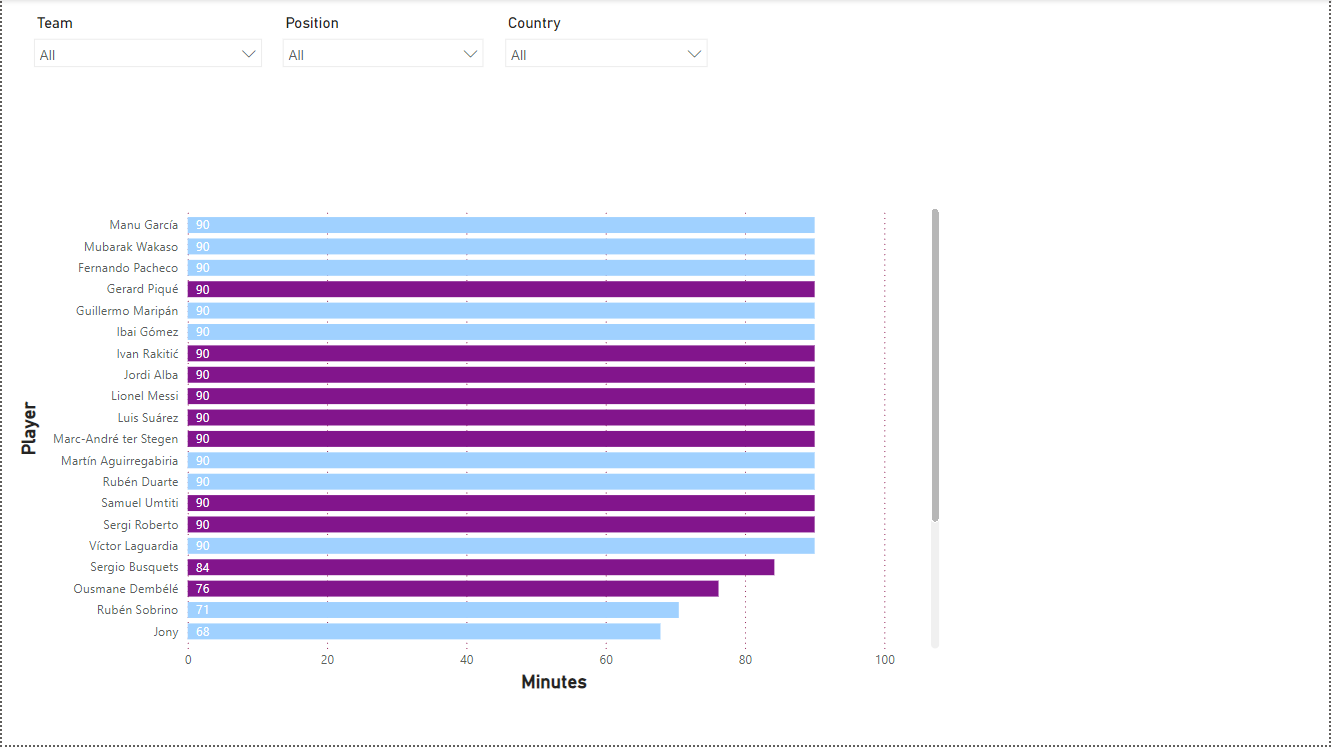 Team Position Country
All All All
Manu García 90
Mubarak Wakaso 90
Fernando Pacheco 90
Gerard Piqué 90
Guillermo Maripán 90
Ibai Gómez 90
Ivan Rakitić 90
Jordi Alba 90
Lionel Messi 90
Luis Suárez 90
Marc-André ter Stegen 90
Martín Aguirregabiria 90
Rubén Duarte 90
Samuel Umtiti 90
Sergi Roberto 90
Víctor Laguardia 90
Sergio Busquets 84
Ousmane Dembélé 76
Rubén Sobrino 71
Jony 68
Player
0 20 40 60 80 100
Minutes